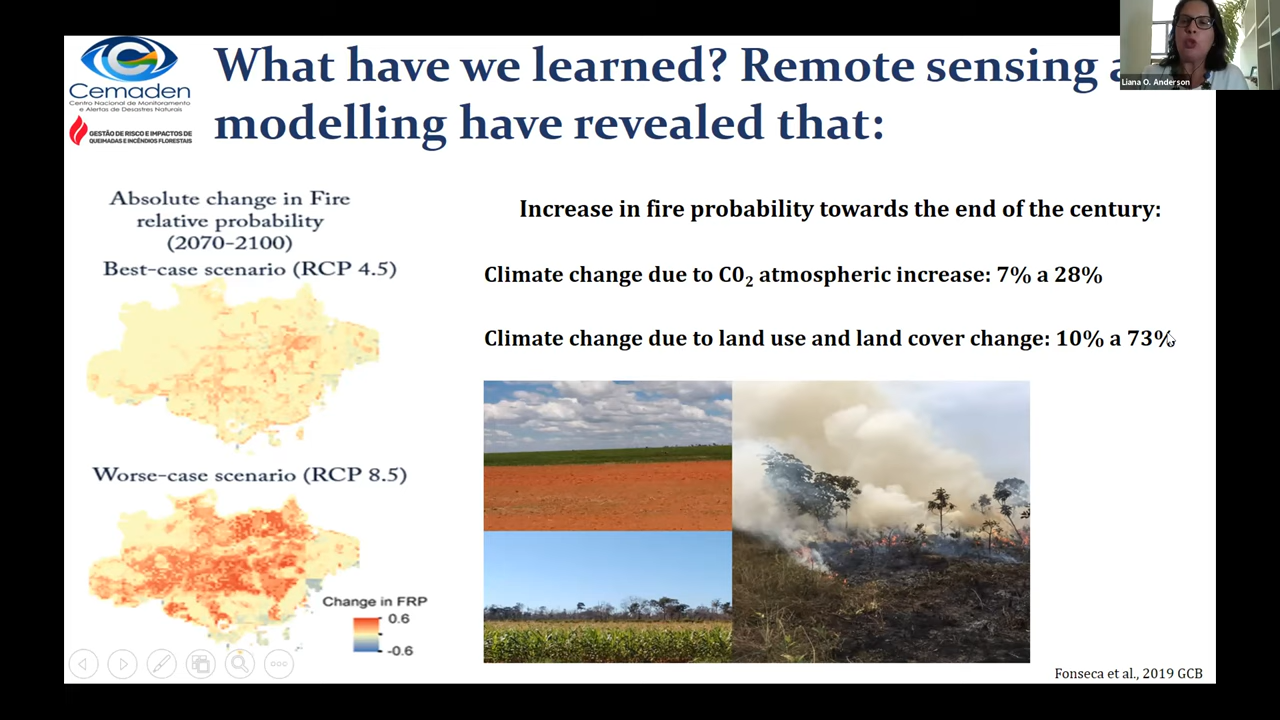 Cemaden
Centro Nacional de Monitoramento
e Alertas de Desastres Naturais
GESTÃO DE RISCO E IMPACTOS DE
QUEIMADAS E INCÊNDIOS FLORESTAIS
What have we learned? Remote sensing a
modelling have revealed that:
Liana O. Anderson
Absolute change in Fire
relative probability
(2070-2100)
Best-case scenario (RCP 4.5)
Worse-case scenario (RCP 8.5)
Change in FRP
0.6
-0.6
Increase in fire probability towards the end of the century:
Climate change due to C0₂ atmospheric increase: 7% a 28%
Climate change due to land use and land cover change: 10% a 73%
Fonseca et al., 2019 GCB